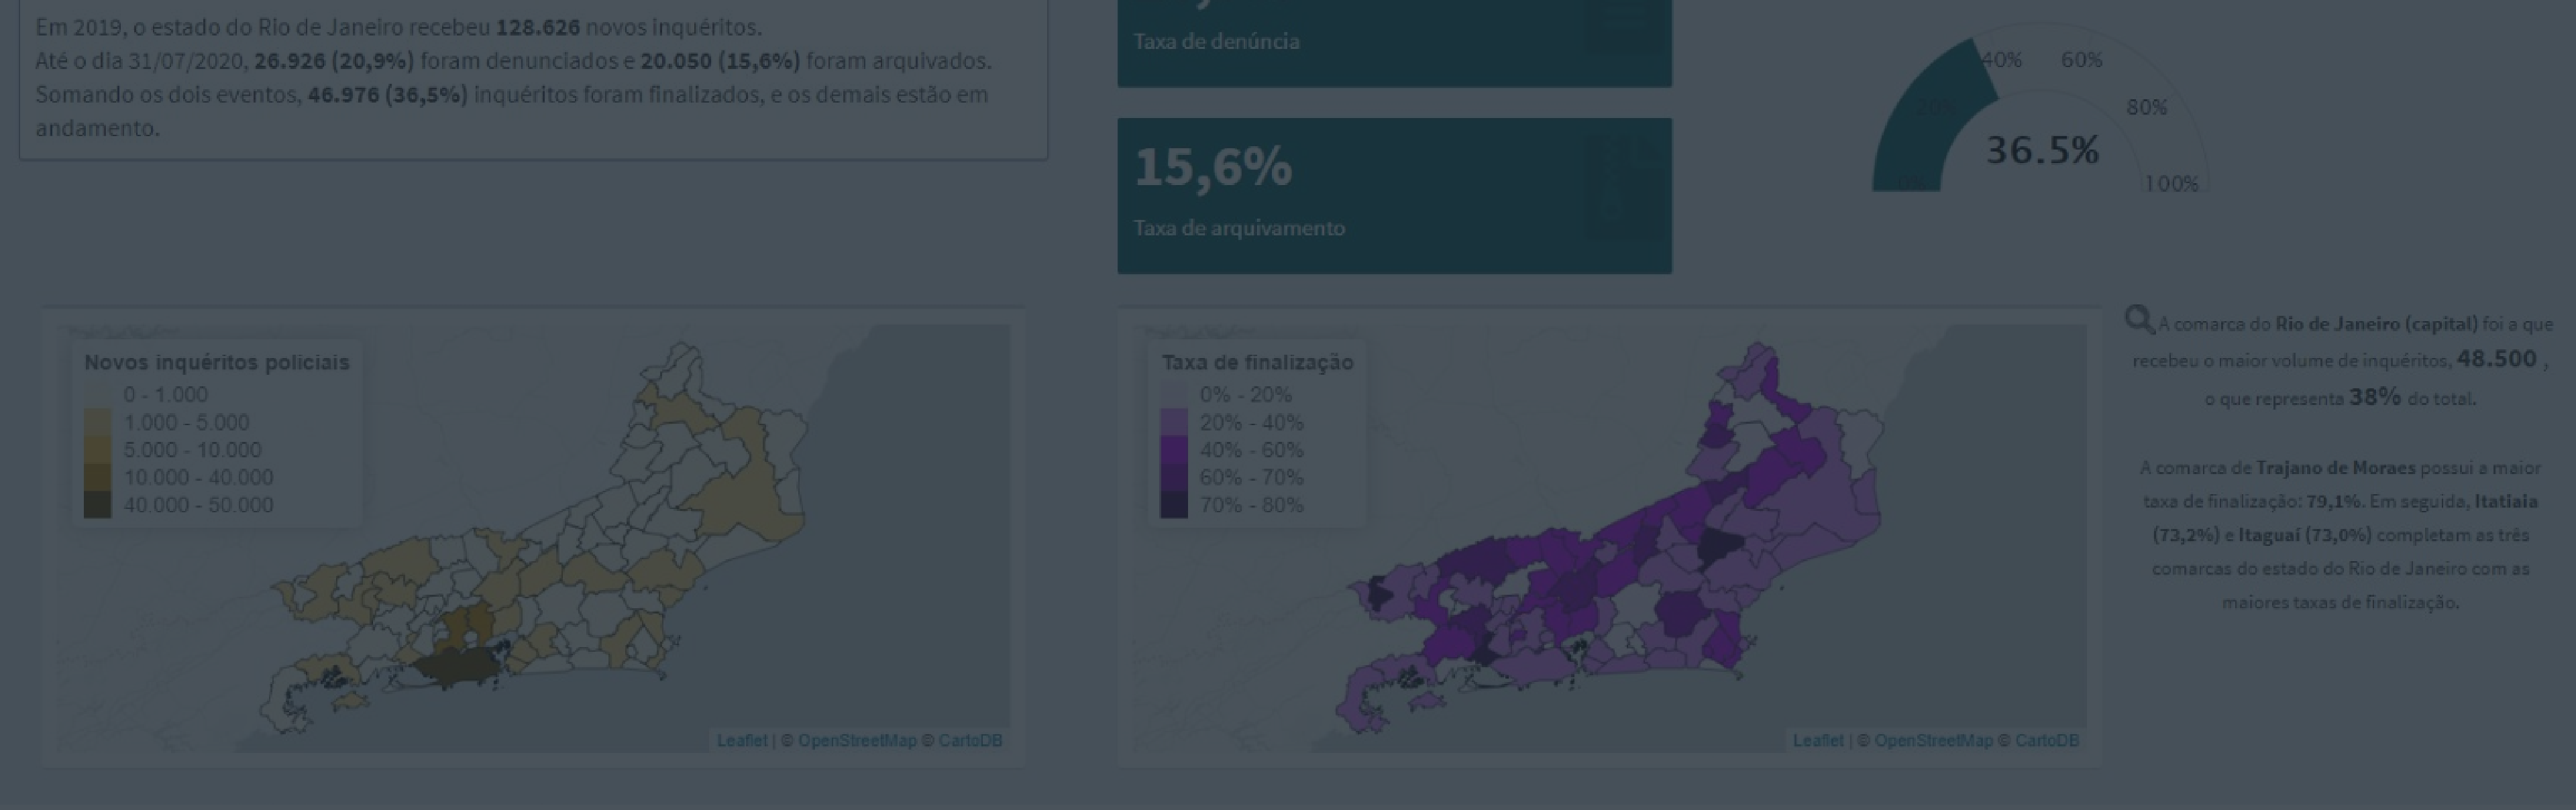 Em 2019, o estado do Rio de Janeiro recebeu 128.626 novos inquéritos.
Até o dia 31/07/2020, 26.926 (20,9%) foram denunciados e 20.050 (15,6%) foram arquivados.
Somando os dois eventos, 46.976 (36,5%) inquéritos foram finalizados, e os demais estão em
andamento.
Taxa de denúncia
15,6%
Taxa de arquivamento
0%
20%
40%
60%
80%
100%
36.5%
Novos inquéritos policiais
0 - 1.000
1.000 - 5.000
5.000 - 10.000
10.000 - 40.000
40.000 - 50.000
Leaflet | © OpenStreetMap © CartoDB
Taxa de finalização
0% - 20%
20% - 40%
40% - 60%
60% - 70%
70% - 80%
Leaflet | © OpenStreetMap © CartoDB
A comarca do Rio de Janeiro (capital) foi a que
recebeu o maior volume de inquéritos, 48.500 ,
o que representa 38% do total.
A comarca de Trajano de Moraes possui a maior
taxa de finalização: 79,1%. Em seguida, Itatiaia
(73,2%) e Itaguaí (73,0%) completam as três
comarcas do estado do Rio de Janeiro com as
maiores taxas de finalização.